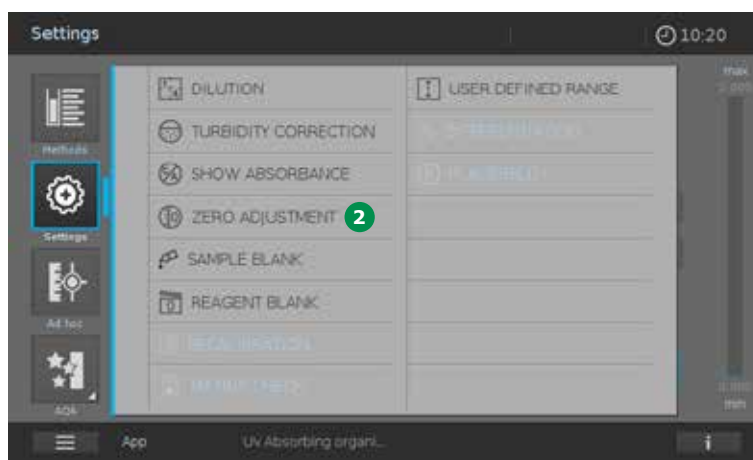 Settings
10:20
Methods
Settings
Ad hoc
AQA
DILUTION
TURBIDITY CORRECTION
SHOW ABSORBANCE
ZERO ADJUSTMENT 2
SAMPLE BLANK
REAGENT BLANK
RECALIBRATION
USER DEFINED RANGE
max
min
App
Uv Absorbing organi...
i